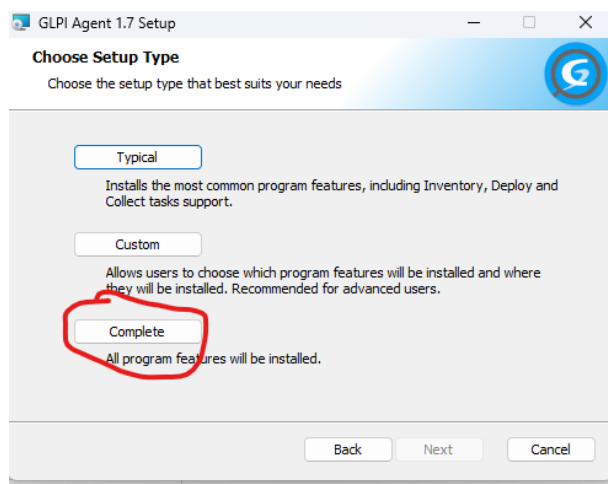 GLPI Agent 1.7 Setup
Choose Setup Type
Choose the setup type that best suits your needs
Typical
Installs the most common program features, including Inventory, Deploy and
Collect tasks support.
Custom
Allows users to choose which program features will be installed and where
they will be installed. Recommended for advanced users.
Complete
All program features will be installed.
Back
Next
Cancel